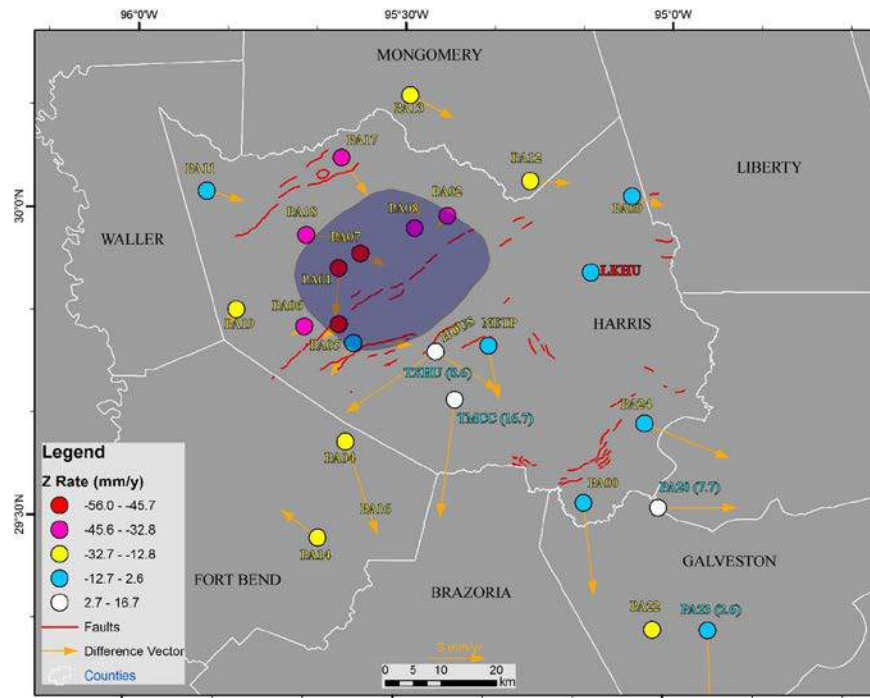 96°0'W
95°30'W
95°0'W
MONGOMERY
PA13
PA17
PA12
LIBERTY
PA11
30°0'N
PA02
PA08
PA18
PA07
WALLER
PA01
LKHU
PA06
PA10
HOUS
NETP
HARRIS
PA05
TXHU (8.6)
TMCC (16.7)
PA24
Legend
Z Rate (mm/y)
-56.0 - -45.7
-45.6 - -32.8
-32.7 - -12.8
-12.7 - 2.6
2.7 - 16.7
Faults
Difference Vector
Counties
PA04
PA16
PA00
PA20 (7.7)
29°30'N
PA14
FORT BEND
BRAZORIA
GALVESTON
PA22
PA23 (2.6)
3 mm/yr
0 5 10 20
km